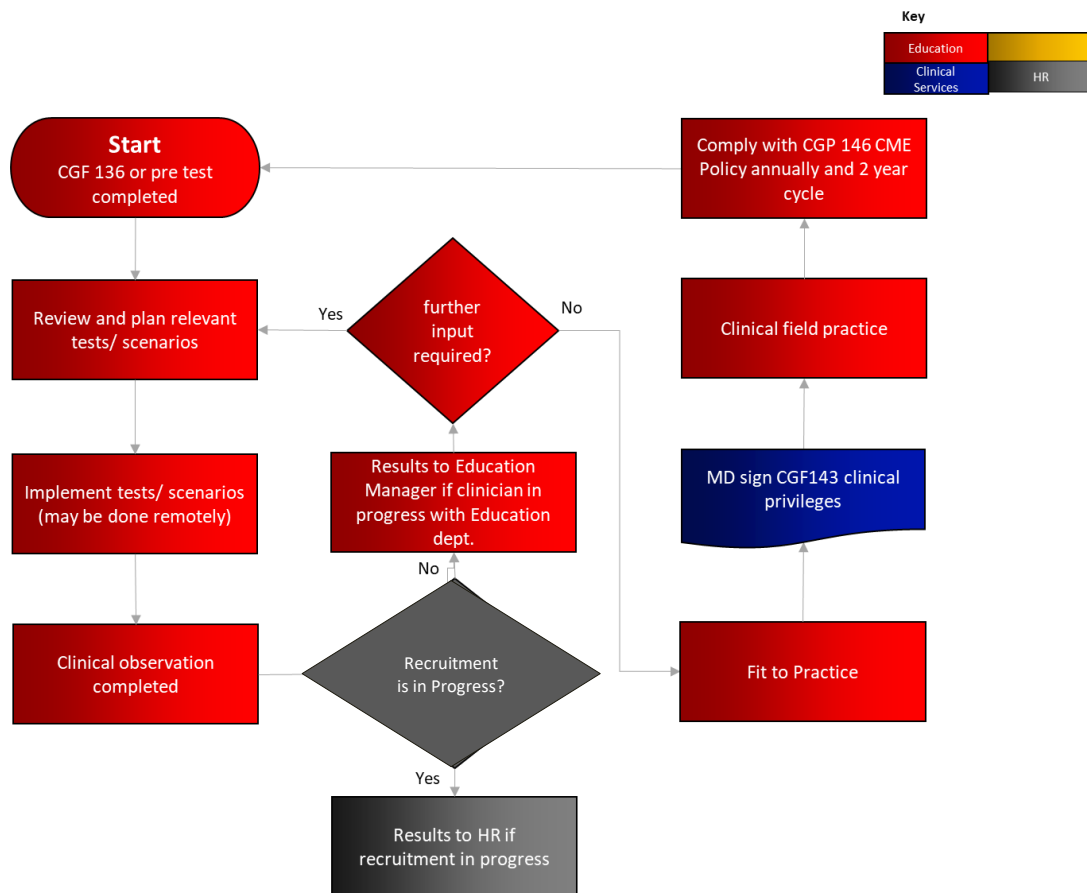 Key
Education
Clinical
Services
HR
Start
CGF 136 or pre test
completed
Comply with CGP 146 CME
Policy annually and 2 year
cycle
Review and plan relevant
tests/ scenarios
Yes
further
input
required?
No
Clinical field practice
Implement tests/ scenarios
(may be done remotely)
Results to Education
Manager if clinician in
progress with Education
dept.
MD sign CGF143 clinical
privileges
No
Clinical observation
completed
Recruitment
is in Progress?
Fit to Practice
Yes
Results to HR if
recruitment in progress